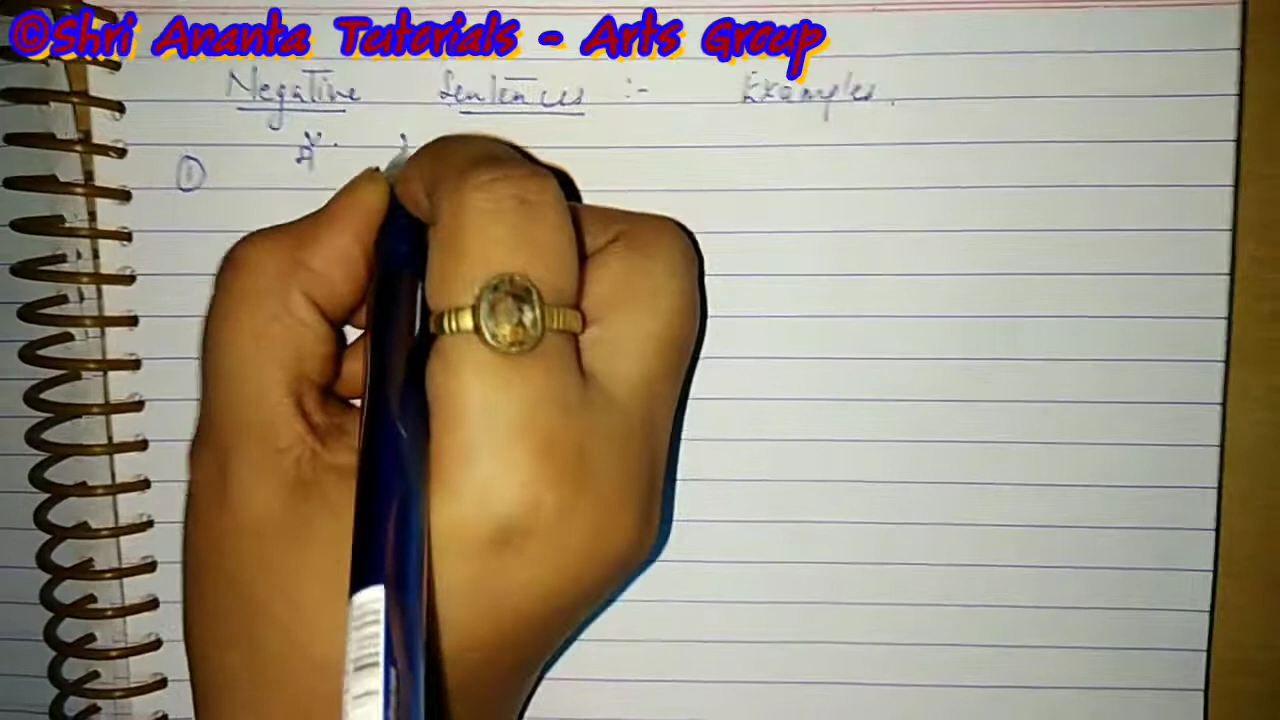 ©Shri Ananta Tutorials - Arts Group
Negative Sentences :- Examples.
①